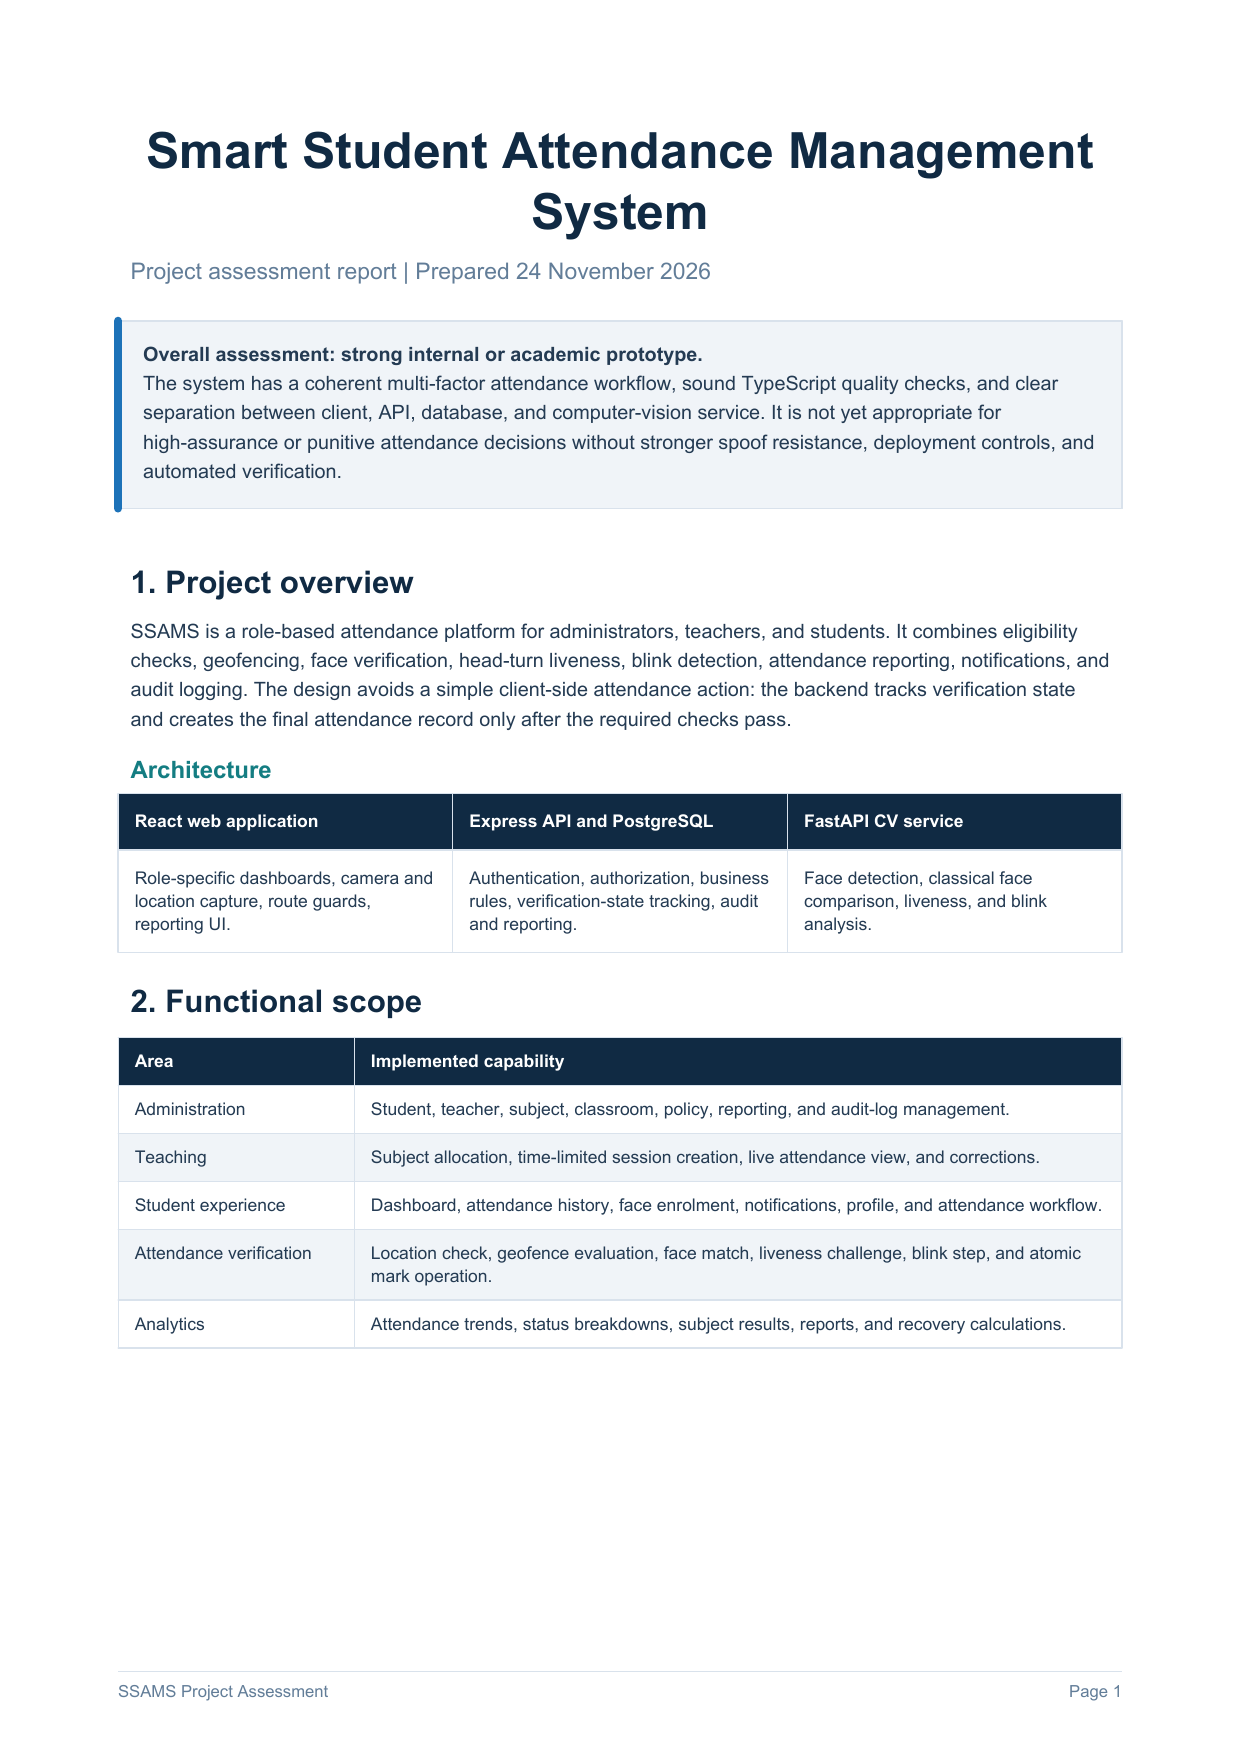 Smart Student Attendance Management
System
Project assessment report | Prepared 24 November 2026
Overall assessment: strong internal or academic prototype.
The system has a coherent multi-factor attendance workflow, sound TypeScript quality checks, and clear
separation between client, API, database, and computer-vision service. It is not yet appropriate for
high-assurance or punitive attendance decisions without stronger spoof resistance, deployment controls, and
automated verification.
1. Project overview
SSAMS is a role-based attendance platform for administrators, teachers, and students. It combines eligibility
checks, geofencing, face verification, head-turn liveness, blink detection, attendance reporting, notifications, and
audit logging. The design avoids a simple client-side attendance action: the backend tracks verification state
and creates the final attendance record only after the required checks pass.
Architecture
React web application
Express API and PostgreSQL
FastAPI CV service
Role-specific dashboards, camera and
location capture, route guards,
reporting UI.
Authentication, authorization, business
rules, verification-state tracking, audit
and reporting.
Face detection, classical face
comparison, liveness, and blink
analysis.
2. Functional scope
Area
Implemented capability
Administration
Student, teacher, subject, classroom, policy, reporting, and audit-log management.
Teaching
Subject allocation, time-limited session creation, live attendance view, and corrections.
Student experience
Dashboard, attendance history, face enrolment, notifications, profile, and attendance workflow.
Attendance verification
Location check, geofence evaluation, face match, liveness challenge, blink step, and atomic
mark operation.
Analytics
Attendance trends, status breakdowns, subject results, reports, and recovery calculations.
SSAMS Project Assessment
Page 1